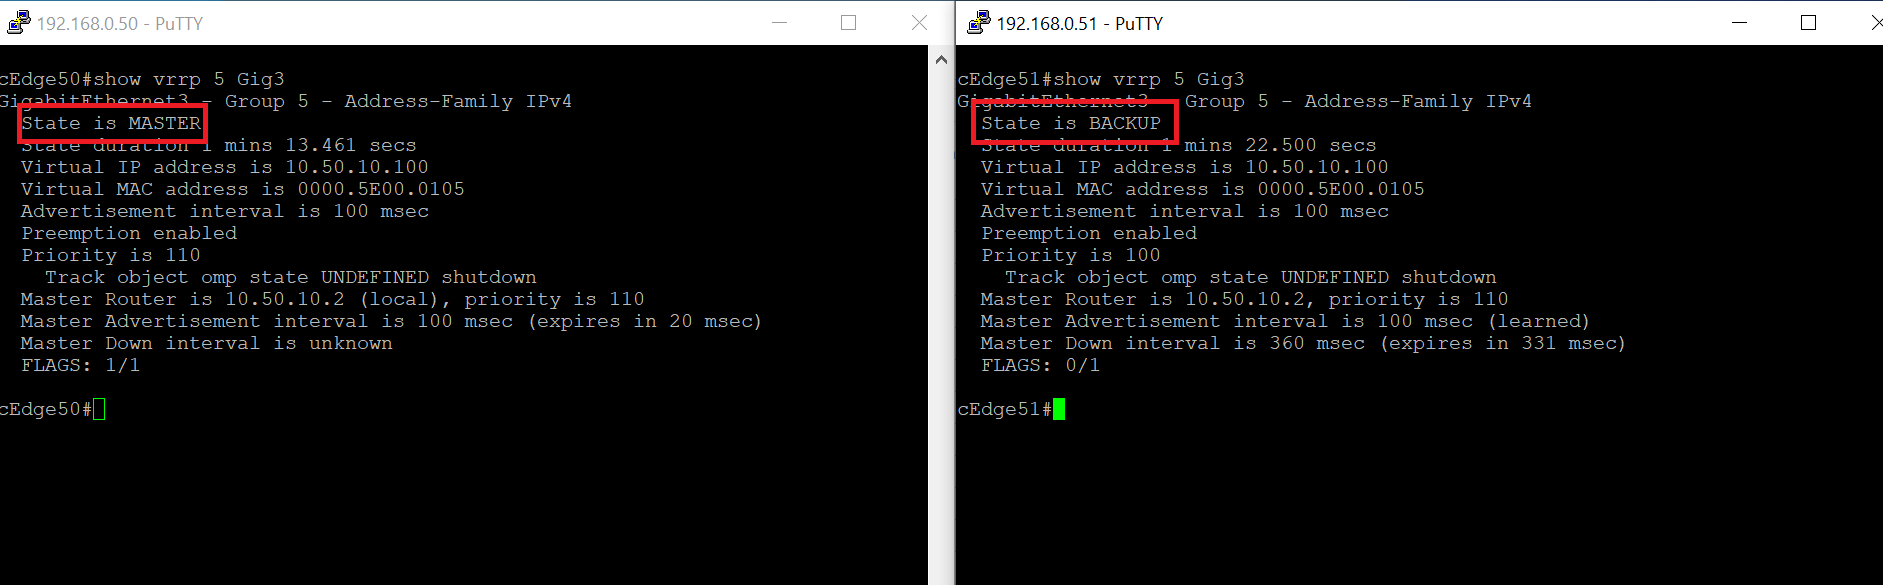 192.168.0.50 - PuTTY
cEdge50#show vrrp 5 Gig3
GigabitEthernet3 - Group 5 - Address-Family IPv4
State is MASTER
State duration 1 mins 13.461 secs
Virtual IP address is 10.50.10.100
Virtual MAC address is 0000.5E00.0105
Advertisement interval is 100 msec
Preemption enabled
Priority is 110
Track object omp state UNDEFINED shutdown
Master Router is 10.50.10.2 (local), priority is 110
Master Advertisement interval is 100 msec (expires in 20 msec)
Master Down interval is unknown
FLAGS: 1/1
cEdge50#
192.168.0.51 - PuTTY
cEdge51#show vrrp 5 Gig3
GigabitEthernet3 - Group 5 - Address-Family IPv4
State is BACKUP
State duration 1 mins 22.500 secs
Virtual IP address is 10.50.10.100
Virtual MAC address is 0000.5E00.0105
Advertisement interval is 100 msec
Preemption enabled
Priority is 100
Track object omp state UNDEFINED shutdown
Master Router is 10.50.10.2, priority is 110
Master Advertisement interval is 100 msec (learned)
Master Down interval is 360 msec (expires in 331 msec)
FLAGS: 0/1
cEdge51#